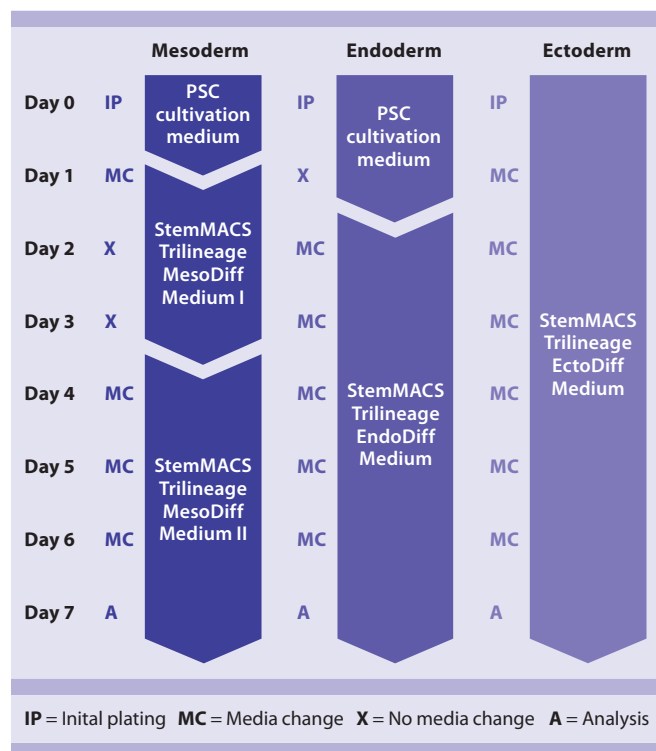 Mesoderm Endoderm Ectoderm
Day 0 IP PSC cultivation medium IP PSC cultivation medium IP
Day 1 MC X MC
Day 2 X StemMACS Trilineage MesoDiff Medium I MC MC
Day 3 X MC MC StemMACS Trilineage EctoDiff Medium
Day 4 MC MC StemMACS Trilineage EndoDiff Medium MC
Day 5 MC StemMACS Trilineage MesoDiff Medium II MC MC
Day 6 MC MC MC
Day 7 A A A
IP = Inital plating MC = Media change X = No media change A = Analysis